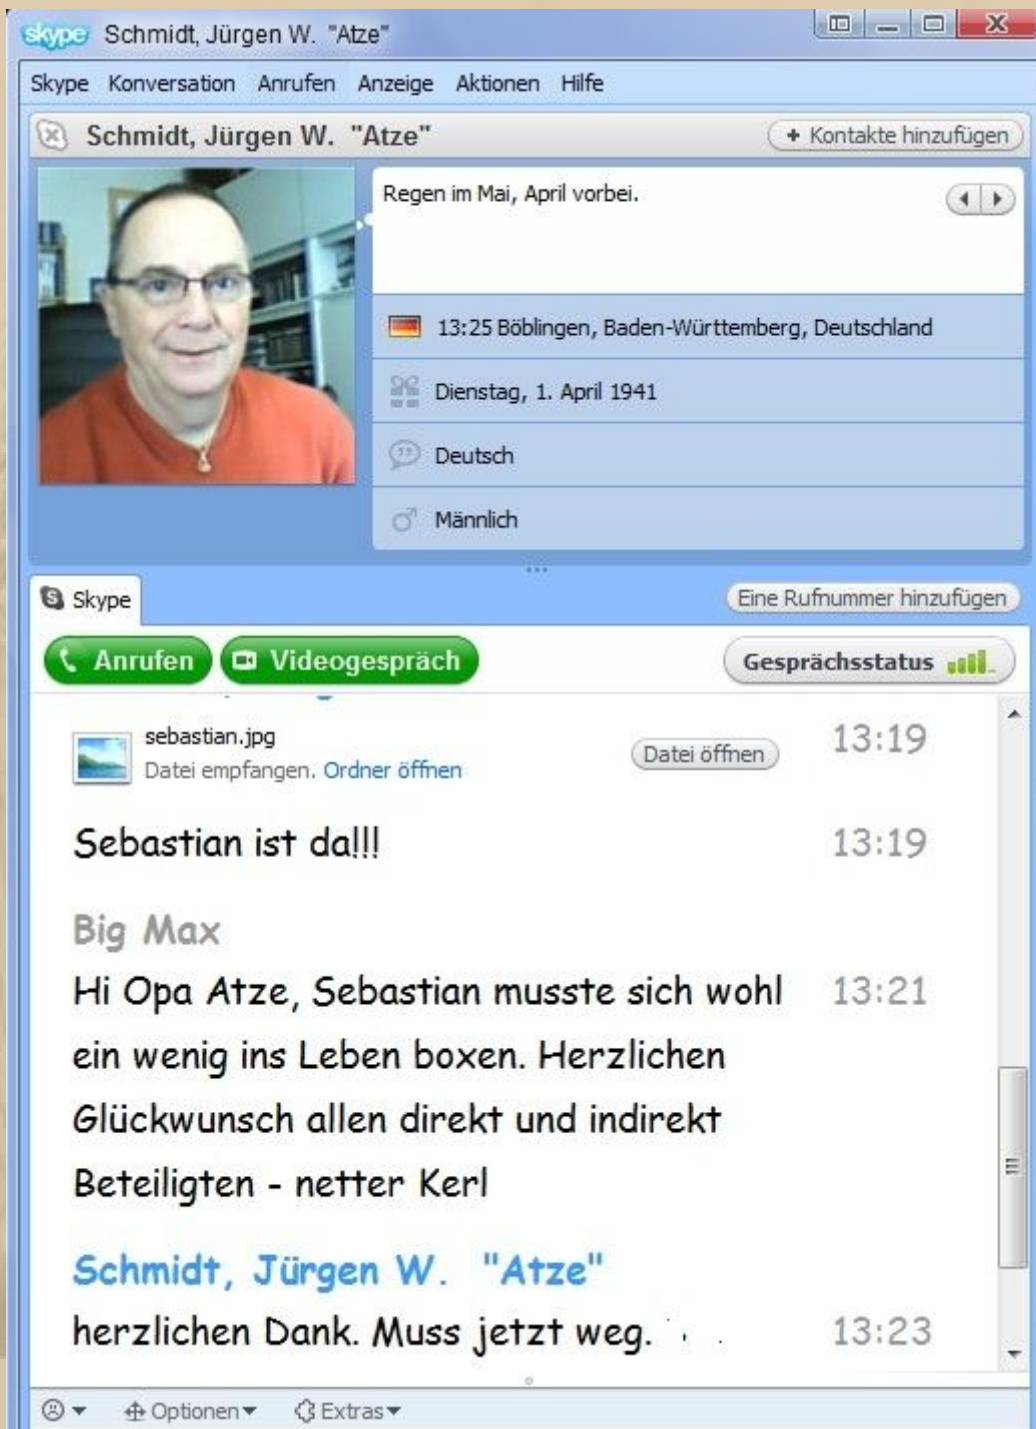 skype Schmidt, Jürgen W. "Atze"
Skype Konversation Anrufen Anzeige Aktionen Hilfe
Schmidt, Jürgen W. "Atze"
+ Kontakte hinzufügen
Regen im Mai, April vorbei.
13:25 Böblingen, Baden-Württemberg, Deutschland
Dienstag, 1. April 1941
Deutsch
Männlich
Skype
Eine Rufnummer hinzufügen
Anrufen
Videogespräch
Gesprächsstatus
sebastian.jpg
Datei empfangen. Ordner öffnen
Datei öffnen
13:19
Sebastian ist da!!! 13:19
Big Max
Hi Opa Atze, Sebastian musste sich wohl 13:21
ein wenig ins Leben boxen. Herzlichen
Glückwunsch allen direkt und indirekt
Beteiligten - netter Kerl
Schmidt, Jürgen W. "Atze"
herzlichen Dank. Muss jetzt weg. 13:23
Optionen Extras